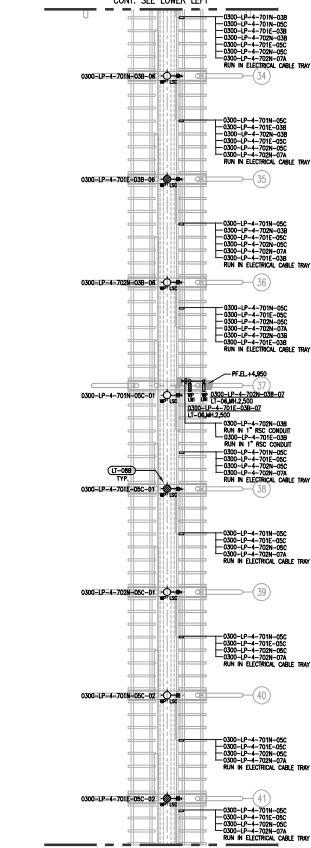 CONT. SEE LOWER LEFT
0300-LP-4-701N-03B
0300-LP-4-701E-05C
0300-LP-4-701E-03B
0300-LP-4-702N-03B
0300-LP-4-702N-05C
0300-LP-4-702N-07A
RUN IN ELECTRICAL CABLE TRAY
0300-LP-4-701N-03B-06
34
WP LSC
0300-LP-4-701N-05C
0300-LP-4-701E-03B
0300-LP-4-702N-03B
0300-LP-4-701E-05C
0300-LP-4-702N-05C
0300-LP-4-702N-07A
RUN IN ELECTRICAL CABLE TRAY
0300-LP-4-701E-03B-06
35
WP LSC
0300-LP-4-701N-05C
0300-LP-4-702N-03B
0300-LP-4-701E-05C
0300-LP-4-702N-05C
0300-LP-4-702N-07A
0300-LP-4-701E-03B
RUN IN ELECTRICAL CABLE TRAY
0300-LP-4-702N-03B-06
36
WP LSC
0300-LP-4-701N-05C
0300-LP-4-701E-05C
0300-LP-4-702N-05C
0300-LP-4-702N-07A
0300-LP-4-702N-03B
0300-LP-4-701E-03B
RUN IN ELECTRICAL CABLE TRAY
PF.EL.+4,950
37
0300-LP-4-701N-05C-01
WP LSC
0300-LP-4-702N-03B-07
LT-06,MH.2,500
0300-LP-4-701E-03B-07
LT-06,MH.2,500
0300-LP-4-702N-03B
RUN IN 1" RSC CONDUIT
0300-LP-4-701E-03B
RUN IN 1" RSC CONDUIT
0300-LP-4-701N-05C
0300-LP-4-701E-05C
0300-LP-4-702N-05C
0300-LP-4-702N-07A
RUN IN ELECTRICAL CABLE TRAY
LT-08B
TYP.
0300-LP-4-701E-05C-01
38
WP LSC
0300-LP-4-701N-05C
0300-LP-4-701E-05C
0300-LP-4-702N-05C
0300-LP-4-702N-07A
RUN IN ELECTRICAL CABLE TRAY
0300-LP-4-702N-05C-01
39
WP LSC
0300-LP-4-701N-05C
0300-LP-4-701E-05C
0300-LP-4-702N-05C
0300-LP-4-702N-07A
RUN IN ELECTRICAL CABLE TRAY
0300-LP-4-701N-05C-02
40
WP LSC
0300-LP-4-701N-05C
0300-LP-4-701E-05C
0300-LP-4-702N-05C
0300-LP-4-702N-07A
RUN IN ELECTRICAL CABLE TRAY
0300-LP-4-701E-05C-02
41
WP LSC
0300-LP-4-701N-05C
0300-LP-4-701E-05C
0300-LP-4-702N-05C
0300-LP-4-702N-07A
RUN IN ELECTRICAL CABLE TRAY